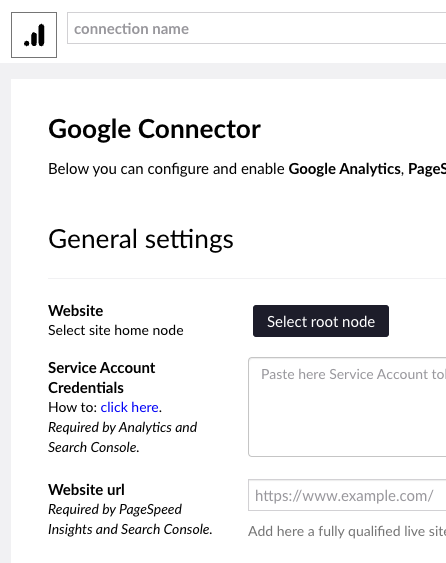 connection name
Google Connector
Below you can configure and enable Google Analytics, PageS
General settings
Website
Select site home node
Select root node
Service Account
Credentials
How to: click here.
Required by Analytics and
Search Console.
Paste here Service Account to
Website url
Required by PageSpeed
Insights and Search Console.
https://www.example.com/
Add here a fully qualified live site